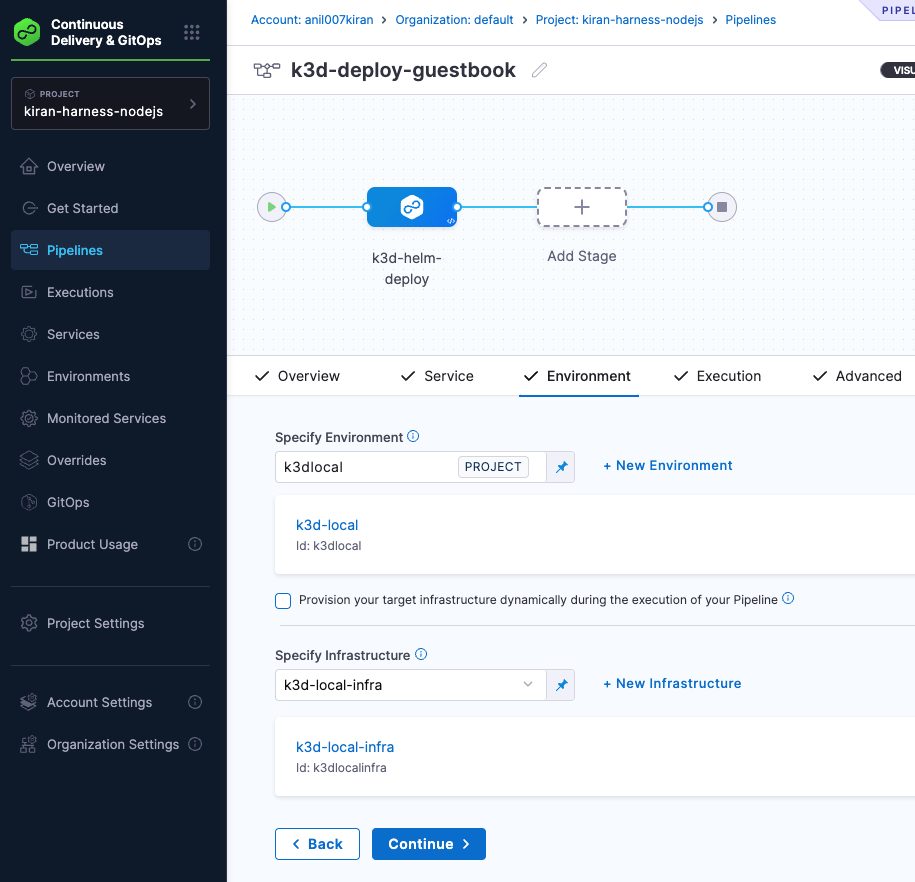 Continuous
Delivery & GitOps
PROJECT
kiran-harness-nodejs
Overview
Get Started
Pipelines
Executions
Services
Environments
Monitored Services
Overrides
GitOps
Product Usage
Project Settings
Account Settings
Organization Settings
Account: anil007kiran > Organization: default > Project: kiran-harness-nodejs > Pipelines
PIPEL
k3d-deploy-guestbook
VISU
k3d-helm-
deploy
Add Stage
Overview Service Environment Execution Advanced
Specify Environment
k3dlocal PROJECT + New Environment
k3d-local
Id: k3dlocal
Provision your target infrastructure dynamically during the execution of your Pipeline
Specify Infrastructure
k3d-local-infra + New Infrastructure
k3d-local-infra
Id: k3dlocalinfra
< Back Continue >